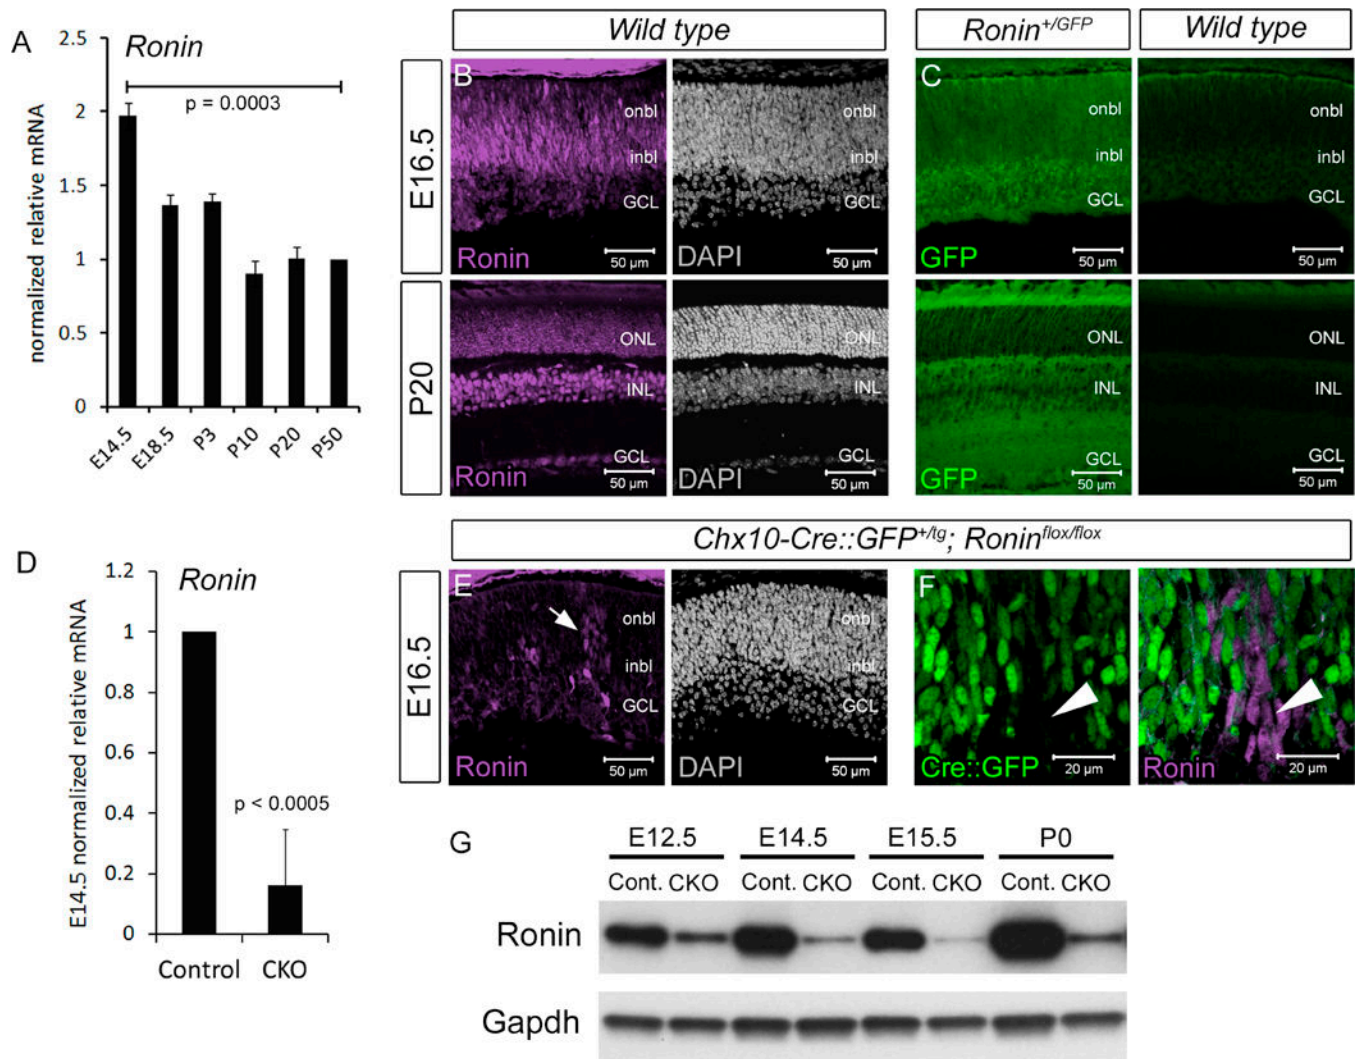 A
Ronin
p = 0.0003
normalized relative mRNA
2.5
2
1.5
1
0.5
0
E14.5
E18.5
P3
P10
P20
P50
Wild type
Ronin+/GFP
Wild type
E16.5
B
onbl
inbl
GCL
Ronin
50 µm
onbl
inbl
GCL
DAPI
50 µm
C
onbl
inbl
GCL
GFP
50 µm
onbl
inbl
GCL
50 µm
P20
ONL
INL
GCL
Ronin
50 µm
ONL
INL
GCL
DAPI
50 µm
ONL
INL
GCL
GFP
50 µm
ONL
INL
GCL
50 µm
D
Ronin
p < 0.0005
E14.5 normalized relative mRNA
1.2
1
0.8
0.6
0.4
0.2
0
Control
CKO
Chx10-Cre::GFP+/tg; Roninflox/flox
E16.5
E
onbl
inbl
GCL
Ronin
50 µm
onbl
inbl
GCL
DAPI
50 µm
F
Cre::GFP
20 µm
Ronin
20 µm
G
E12.5 E14.5 E15.5 P0
Cont. CKO Cont. CKO Cont. CKO Cont. CKO
Ronin
Gapdh